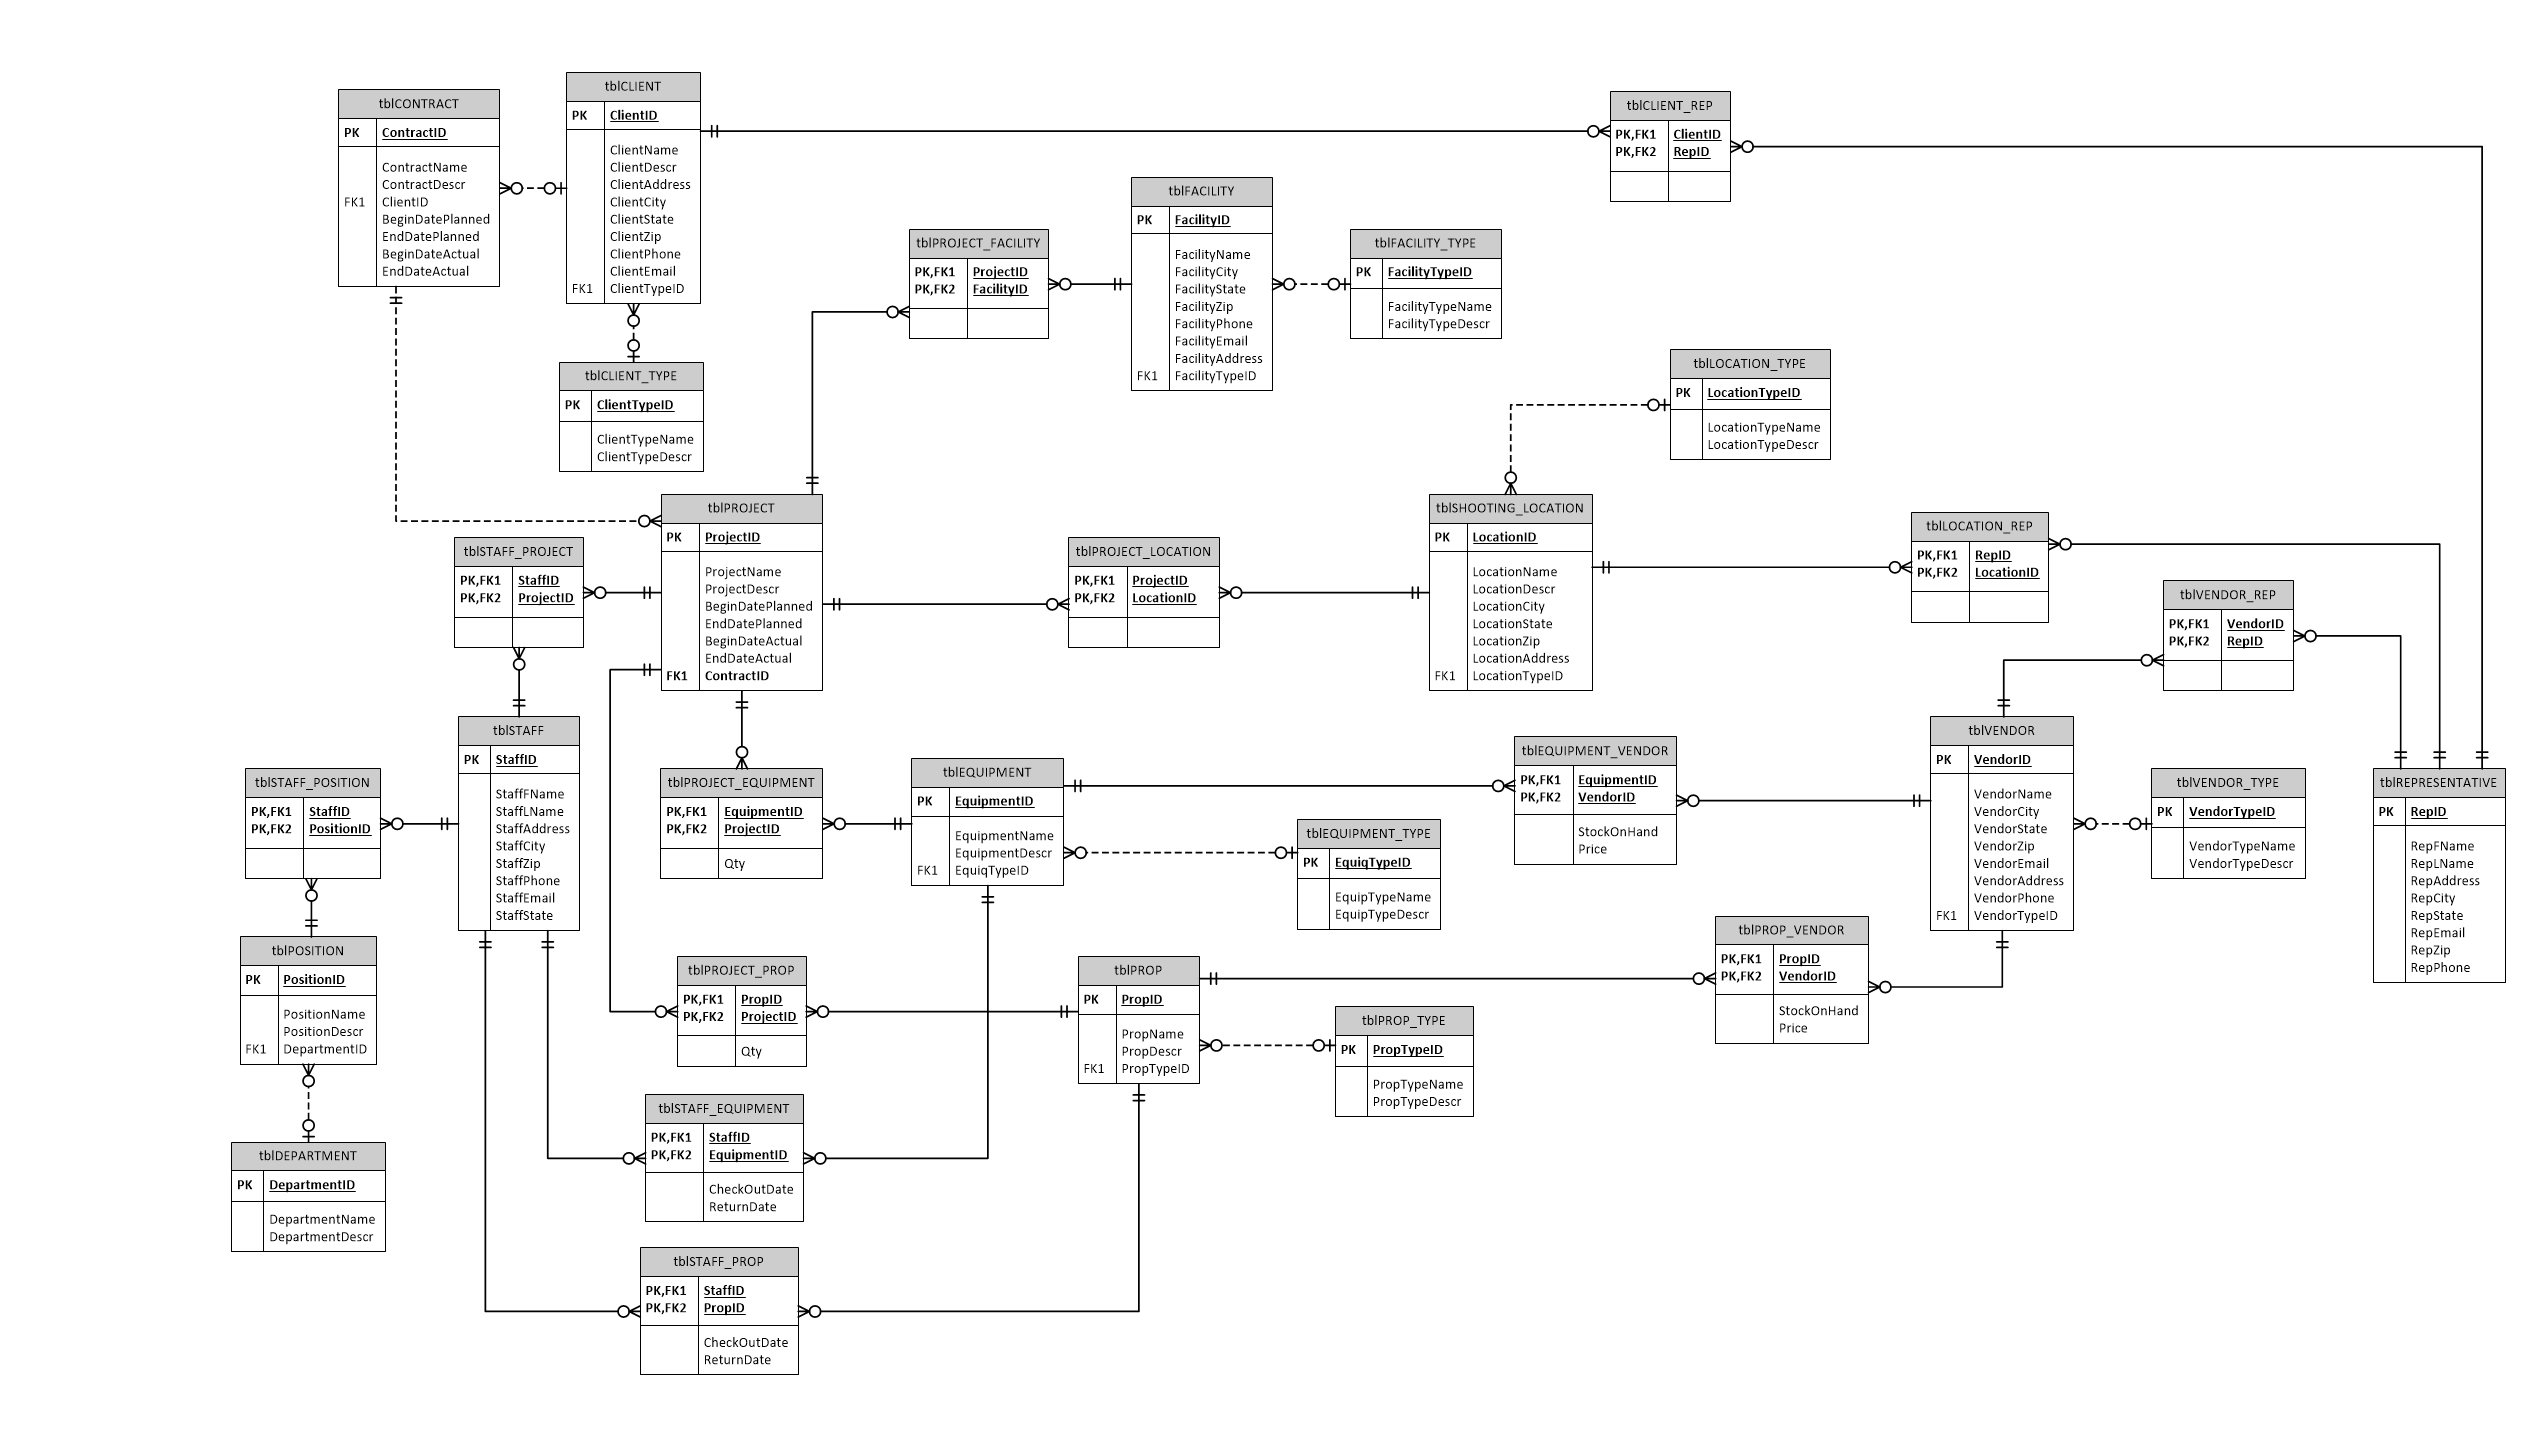 tblCONTRACT
PK ContractID
ContractName
ContractDescr
FK1 ClientID
BeginDatePlanned
EndDatePlanned
BeginDateActual
EndDateActual
tblCLIENT
PK ClientID
ClientName
ClientDescr
ClientAddress
ClientCity
ClientState
ClientZip
ClientPhone
ClientEmail
FK1 ClientTypeID
tblCLIENT_REP
PK,FK1 ClientID
PK,FK2 RepID
tblFACILITY
PK FacilityID
FacilityName
FacilityCity
FacilityState
FacilityZip
FacilityPhone
FacilityEmail
FacilityAddress
FK1 FacilityTypeID
tblPROJECT_FACILITY
PK,FK1 ProjectID
PK,FK2 FacilityID
tblFACILITY_TYPE
PK FacilityTypeID
FacilityTypeName
FacilityTypeDescr
tblCLIENT_TYPE
PK ClientTypeID
ClientTypeName
ClientTypeDescr
tblLOCATION_TYPE
PK LocationTypeID
LocationTypeName
LocationTypeDescr
tblPROJECT
PK ProjectID
ProjectName
ProjectDescr
BeginDatePlanned
EndDatePlanned
BeginDateActual
EndDateActual
FK1 ContractID
tblSHOOTING_LOCATION
PK LocationID
LocationName
LocationDescr
LocationCity
LocationState
LocationZip
LocationAddress
FK1 LocationTypeID
tblLOCATION_REP
PK,FK1 RepID
PK,FK2 LocationID
tblSTAFF_PROJECT
PK,FK1 StaffID
PK,FK2 ProjectID
tblPROJECT_LOCATION
PK,FK1 ProjectID
PK,FK2 LocationID
tblVENDOR_REP
PK,FK1 VendorID
PK,FK2 RepID
tblSTAFF
PK StaffID
StaffFName
StaffLName
StaffAddress
StaffCity
StaffZip
StaffPhone
StaffEmail
StaffState
tblVENDOR
PK VendorID
VendorName
VendorCity
VendorState
VendorZip
VendorEmail
VendorAddress
VendorPhone
FK1 VendorTypeID
tblEQUIPMENT_VENDOR
PK,FK1 EquipmentID
PK,FK2 VendorID
StockOnHand
Price
tblEQUIPMENT
PK EquipmentID
EquipmentName
EquipmentDescr
FK1 EquiqTypeID
tblSTAFF_POSITION
PK,FK1 StaffID
PK,FK2 PositionID
tblPROJECT_EQUIPMENT
PK,FK1 EquipmentID
PK,FK2 ProjectID
Qty
tblVENDOR_TYPE
PK VendorTypeID
VendorTypeName
VendorTypeDescr
tblREPRESENTATIVE
PK RepID
RepFName
RepLName
RepAddress
RepCity
RepState
RepEmail
RepZip
RepPhone
tblEQUIPMENT_TYPE
PK EquiqTypeID
EquipTypeName
EquipTypeDescr
tblPROP_VENDOR
PK,FK1 PropID
PK,FK2 VendorID
StockOnHand
Price
tblPOSITION
PK PositionID
PositionName
PositionDescr
FK1 DepartmentID
tblPROJECT_PROP
PK,FK1 PropID
PK,FK2 ProjectID
Qty
tblPROP
PK PropID
PropName
PropDescr
FK1 PropTypeID
tblPROP_TYPE
PK PropTypeID
PropTypeName
PropTypeDescr
tblSTAFF_EQUIPMENT
PK,FK1 StaffID
PK,FK2 EquipmentID
CheckOutDate
ReturnDate
tblDEPARTMENT
PK DepartmentID
DepartmentName
DepartmentDescr
tblSTAFF_PROP
PK,FK1 StaffID
PK,FK2 PropID
CheckOutDate
ReturnDate